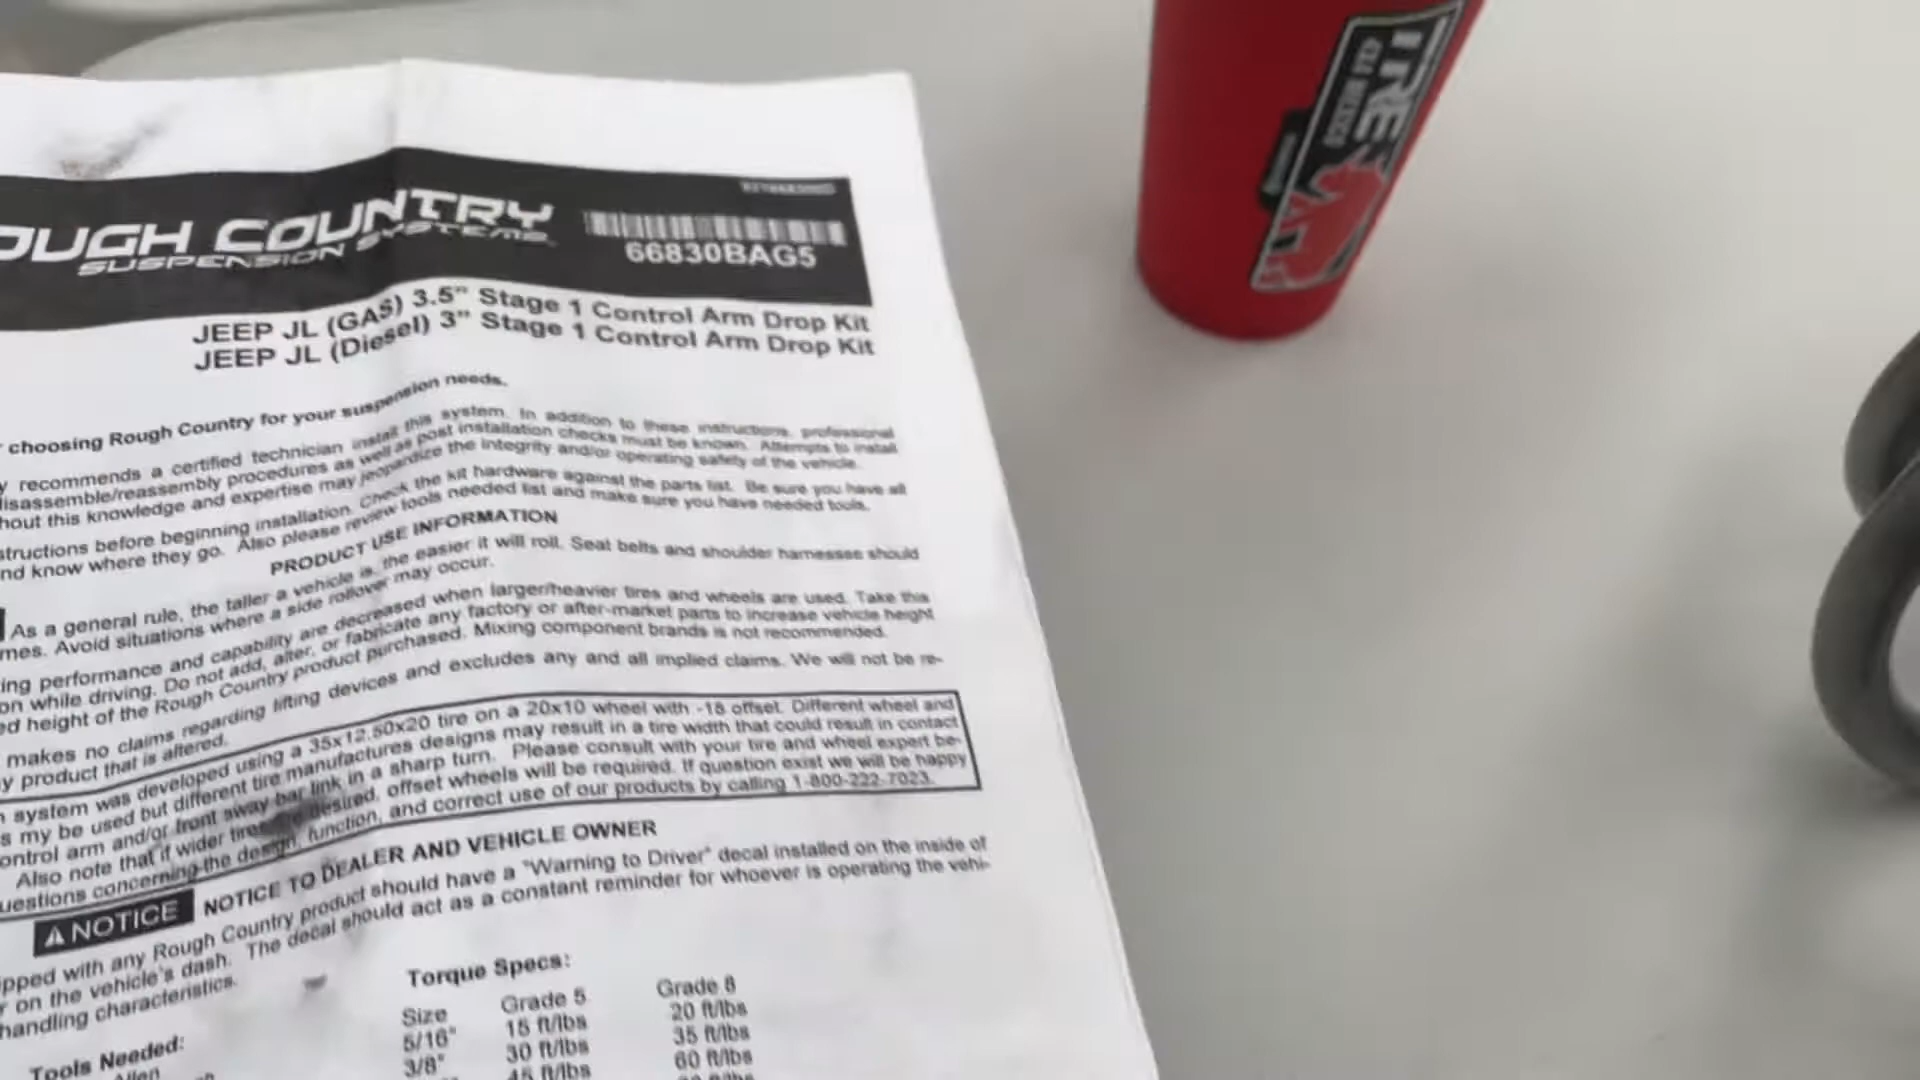 OUGH COUNTRY
SUSPENSION SYSTEMS
66830BAG5
JEEP JL (GAS) 3.5" Stage 1 Control Arm Drop Kit
JEEP JL (Diesel) 3" Stage 1 Control Arm Drop Kit
choosing Rough Country for your suspension needs.
y recommends a certified technician install this system. In addition to these instructions, professional
disassemble/reassembly procedures as well as post installation checks must be known. Attempts to install
hout this knowledge and expertise may jeopardize the integrity and/or operating safety of the vehicle.
structions before beginning installation. Check the kit hardware against the parts list. Be sure you have all
nd know where they go. Also please review tools needed list and make sure you have needed tools.
PRODUCT USE INFORMATION
As a general rule, the taller a vehicle is, the easier it will roll. Seat belts and shoulder harnesses should
mes. Avoid situations where a side rollover may occur.
ing performance and capability are decreased when larger/heavier tires and wheels are used. Take this
on while driving. Do not add, alter, or fabricate any factory or after-market parts to increase vehicle height
ed height of the Rough Country product purchased. Mixing component brands is not recommended.
makes no claims regarding lifting devices and excludes any and all implied claims. We will not be re-
y product that is altered.
system was developed using a 35x12.50x20 tire on a 20x10 wheel with -18 offset. Different wheel and
s my be used but different tire manufactures designs may result in a tire width that could result in contact
ontrol arm and/or front sway bar link in a sharp turn. Please consult with your tire and wheel expert be-
Also note that if wider tires are desired, offset wheels will be required. If question exist we will be happy
uestions concerning the design, function, and correct use of our products by calling 1-800-222-7023.
NOTICE NOTICE TO DEALER AND VEHICLE OWNER
ipped with any Rough Country product should have a "Warning to Driver" decal installed on the inside of
r on the vehicle's dash. The decal should act as a constant reminder for whoever is operating the vehi-
handling characteristics.
Tools Needed:
Allen
Torque Specs:
Size Grade 5 Grade 8
5/16" 15 ft/lbs 20 ft/lbs
3/8" 30 ft/lbs 35 ft/lbs
45 ft/lbs 60 ft/lbs
TRE
4X4 MEXICO